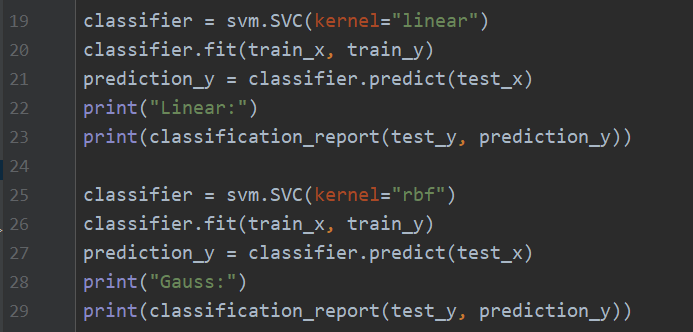 19 classifier = svm.SVC(kernel="linear")
20 classifier.fit(train_x, train_y)
21 prediction_y = classifier.predict(test_x)
22 print("Linear:")
23 print(classification_report(test_y, prediction_y))
24
25 classifier = svm.SVC(kernel="rbf")
26 classifier.fit(train_x, train_y)
27 prediction_y = classifier.predict(test_x)
28 print("Gauss:")
29 print(classification_report(test_y, prediction_y))